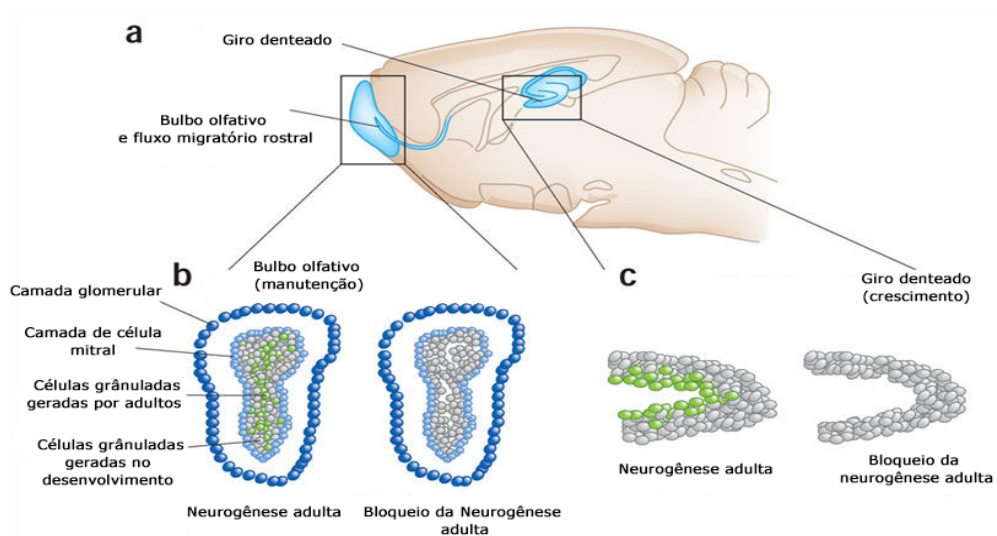 a
Giro denteado
Bulbo olfativo
e fluxo migratório rostral
b
Bulbo olfativo
(manutenção)
Camada glomerular
Camada de célula
mitral
Células grânuladas
geradas por adultos
Células grânuladas
geradas no
desenvolvimento
Neurogênese adulta
Bloqueio da Neurogênese
adulta
c
Giro denteado
(crescimento)
Neurogênese adulta
Bloqueio da
neurogênese adulta